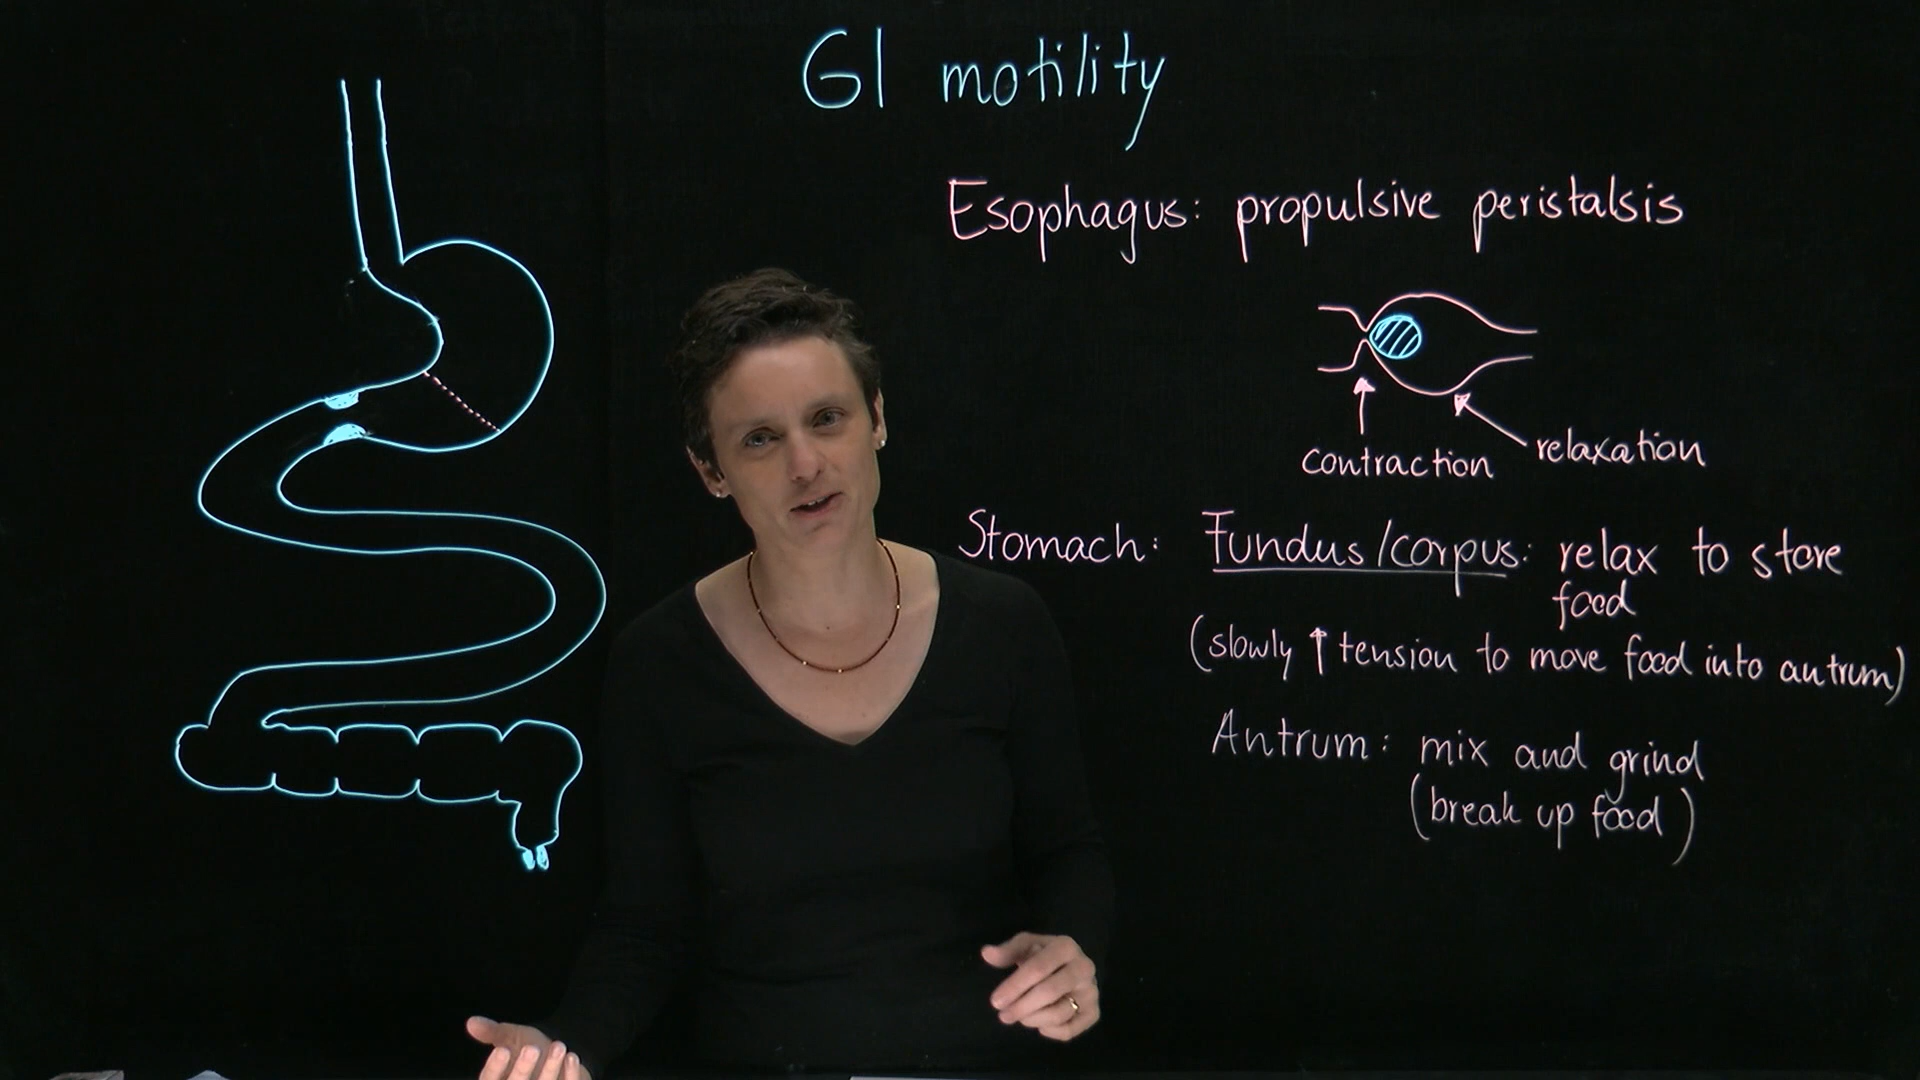 GI motility
Esophagus: propulsive peristalsis
contraction
relaxation
Stomach: Fundus/corpus: relax to store
food
(slowly ↑ tension to move food into antrum)
Antrum: mix and grind
(break up food)